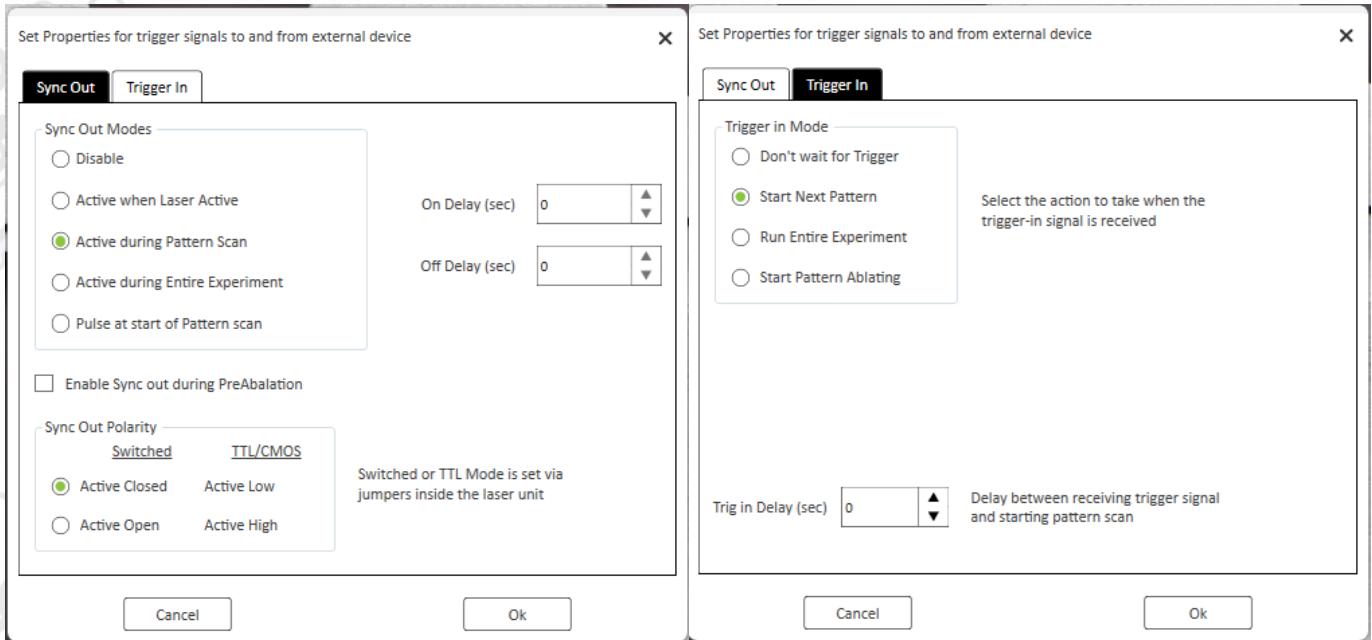 Set Properties for trigger signals to and from external device
Sync Out
Trigger In
Sync Out Modes
Disable
Active when Laser Active
Active during Pattern Scan
Active during Entire Experiment
Pulse at start of Pattern scan
On Delay (sec)
0
Off Delay (sec)
0
Enable Sync out during PreAbalation
Sync Out Polarity
Switched TTL/CMOS
Active Closed Active Low
Active Open Active High
Switched or TTL Mode is set via
jumpers inside the laser unit
Cancel
Ok
Set Properties for trigger signals to and from external device
Sync Out
Trigger In
Trigger in Mode
Don't wait for Trigger
Start Next Pattern
Run Entire Experiment
Start Pattern Ablating
Select the action to take when the
trigger-in signal is received
Trig in Delay (sec)
0
Delay between receiving trigger signal
and starting pattern scan
Cancel
Ok